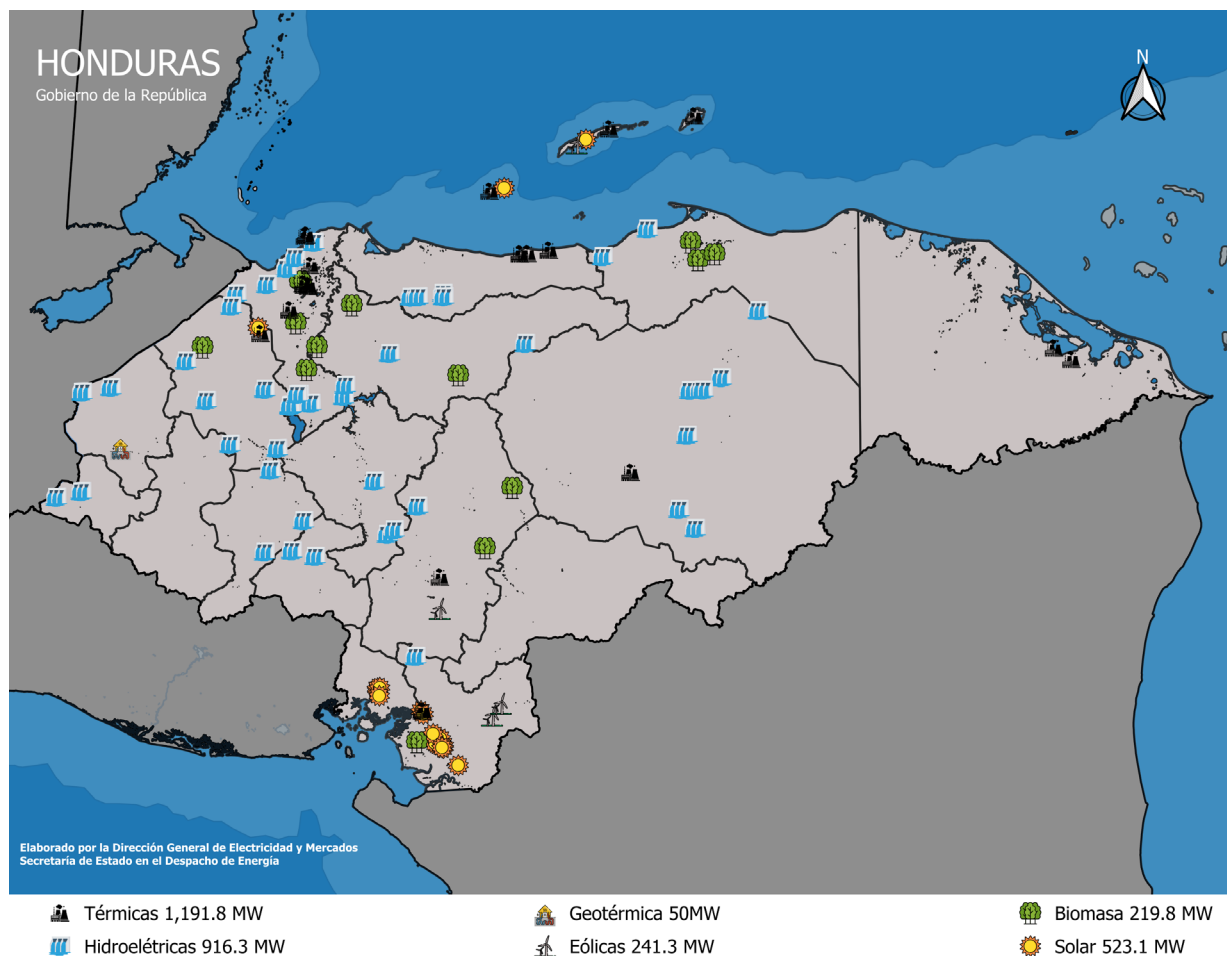 HONDURAS
Gobierno de la República
N
Elaborado por la Dirección General de Electricidad y Mercados
Secretaría de Estado en el Despacho de Energía
Térmicas 1,191.8 MW
Geotérmica 50MW
Biomasa 219.8 MW
Hidroelétricas 916.3 MW
Eólicas 241.3 MW
Solar 523.1 MW